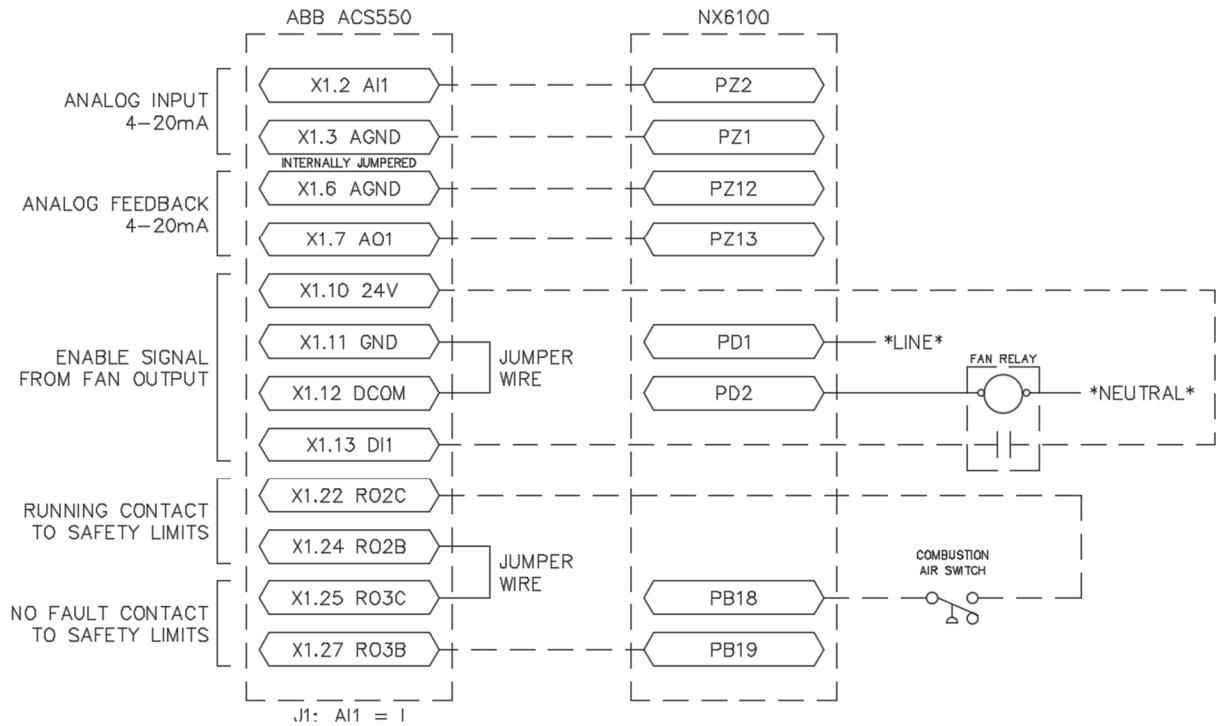 ABB ACS550
NX6100
ANALOG INPUT
4-20mA
X1.2 AI1
PZ2
X1.3 AGND
PZ1
INTERNALLY JUMPERED
ANALOG FEEDBACK
4-20mA
X1.6 AGND
PZ12
X1.7 AO1
PZ13
ENABLE SIGNAL
FROM FAN OUTPUT
X1.10 24V
X1.11 GND
PD1
*LINE*
JUMPER
WIRE
FAN RELAY
X1.12 DCOM
PD2
*NEUTRAL*
X1.13 DI1
RUNNING CONTACT
TO SAFETY LIMITS
X1.22 RO2C
X1.24 RO2B
JUMPER
WIRE
COMBUSTION
AIR SWITCH
NO FAULT CONTACT
TO SAFETY LIMITS
X1.25 RO3C
PB18
X1.27 RO3B
PB19
J1: AI1 = I